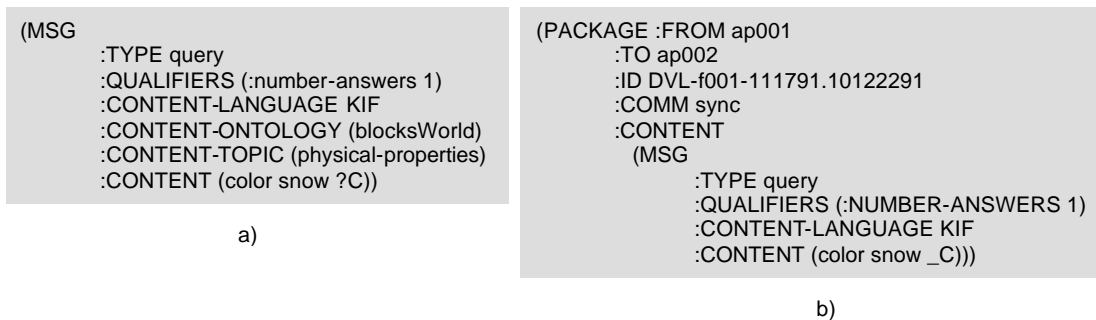 (MSG
:TYPE query
:QUALIFIERS (:number-answers 1)
:CONTENT-LANGUAGE KIF
:CONTENT-ONTOLOGY (blocksWorld)
:CONTENT-TOPIC (physical-properties)
:CONTENT (color snow ?C))
a)
(PACKAGE :FROM ap001
:TO ap002
:ID DVL-f001-111791.10122291
:COMM sync
:CONTENT
(MSG
:TYPE query
:QUALIFIERS (:NUMBER-ANSWERS 1)
:CONTENT-LANGUAGE KIF
:CONTENT (color snow _C)))
b)